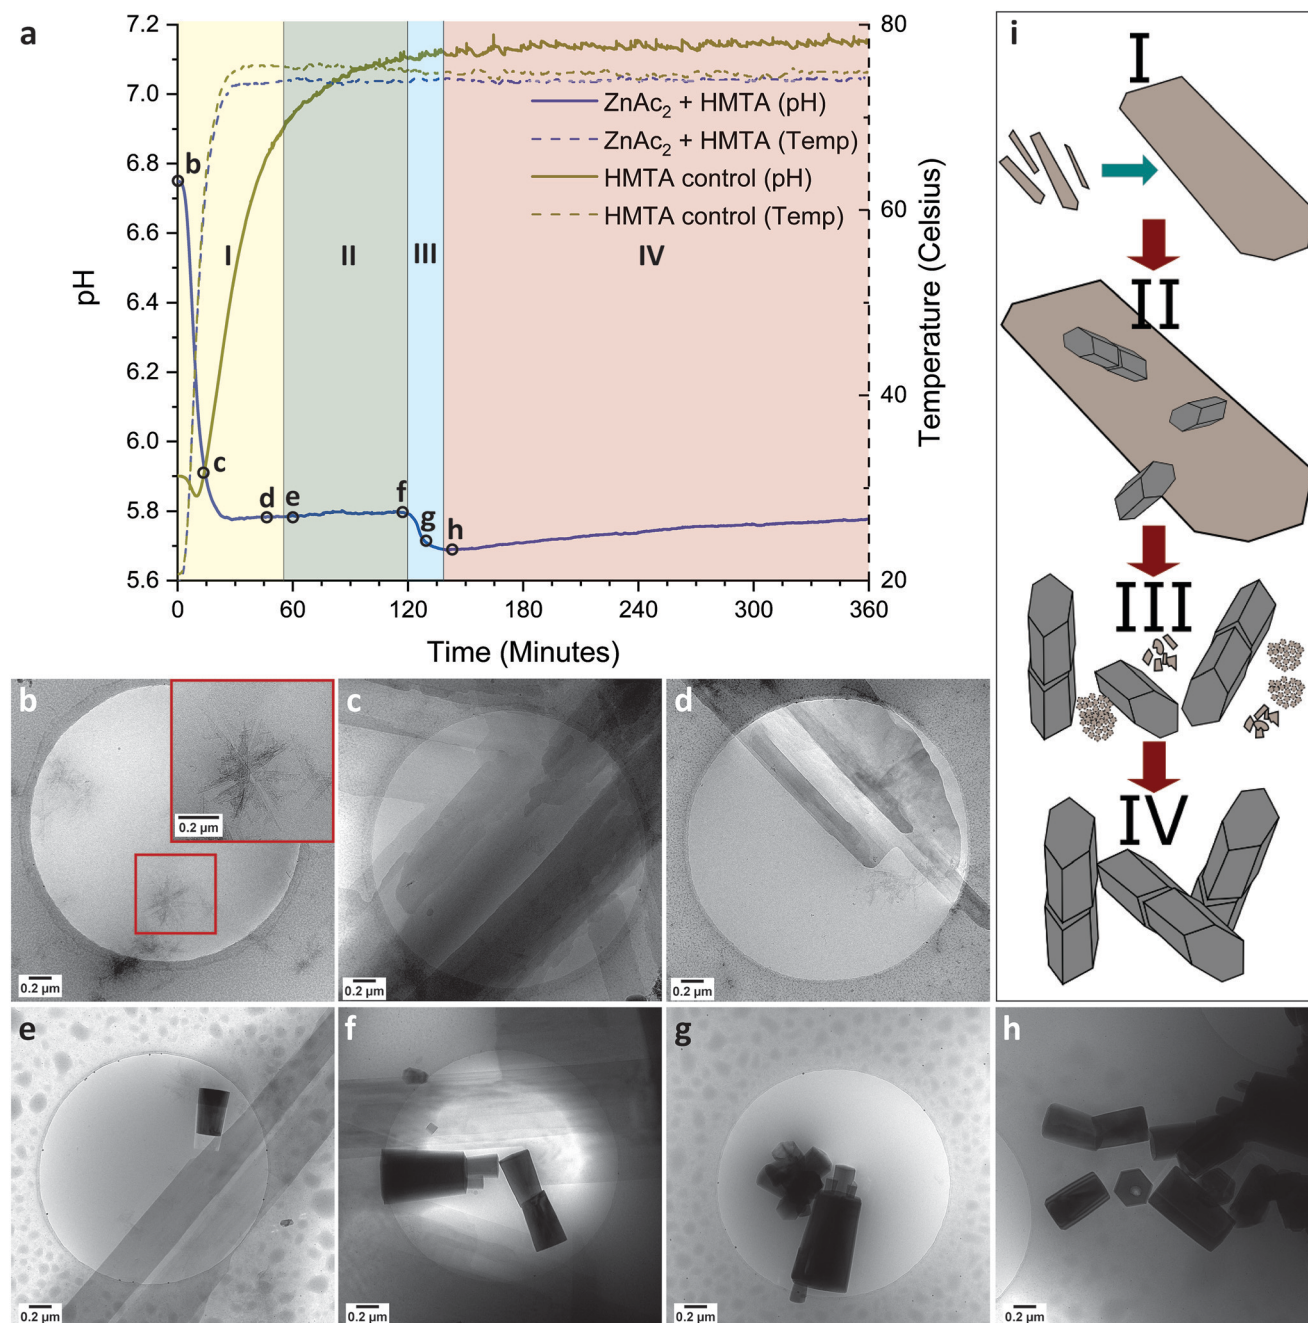 a
7.2
7.0
6.8
6.6
6.4
6.2
6.0
5.8
5.6
pH
0
60
120
180
240
300
360
Time (Minutes)
80
60
40
20
Temperature (Celsius)
ZnAc₂ + HMTA (pH)
ZnAc₂ + HMTA (Temp)
HMTA control (pH)
HMTA control (Temp)
I
II
III
IV
b
c
d
e
f
g
h
i
I
II
III
IV
b
0.2 µm
0.2 µm
c
0.2 µm
d
0.2 µm
e
0.2 µm
f
0.2 µm
g
0.2 µm
h
0.2 µm